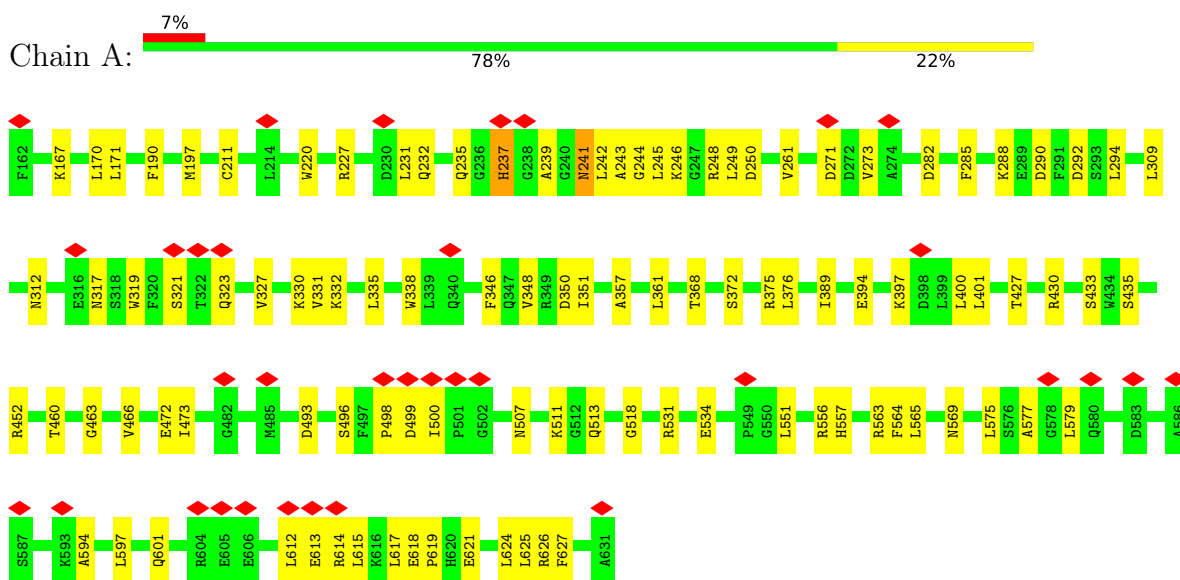 7%
Chain A:
78% 22%
F162 K167 L170 L171 F190 M197 C211 L214 W220 R227 D230 L231 Q232 Q235 G236 H237 G238 A239 G240 N241 L242 A243 G244 L245 K246 G247 R248 L249 D250 V261 D271 D272 V273 A274 D282 F285 K288 E289 D290 F291 D292 S293 L294 L309
N312 E316 N317 S318 W319 F320 S321 T322 Q323 V327 K330 V331 K332 L335 W338 L339 Q340 F346 Q347 V348 R349 D350 I351 A357 L361 T368 S372 R375 L376 I389 E394 K397 D398 L399 L400 L401 T427 R430 S433 W434 S435
R452 T460 G463 V466 E472 I473 G482 M485 D493 S496 F497 P498 D499 I500 P501 G502 N507 K511 G512 Q513 G518 R531 E534 P549 G550 L551 R556 H557 R563 F564 L565 N569 L575 S576 A577 G578 L579 Q580 D583 A586
S587 K593 A594 L597 Q601 R604 E605 E606 L612 E613 R614 L615 K616 L617 E618 P619 H620 E621 L624 L625 R626 F627 A631